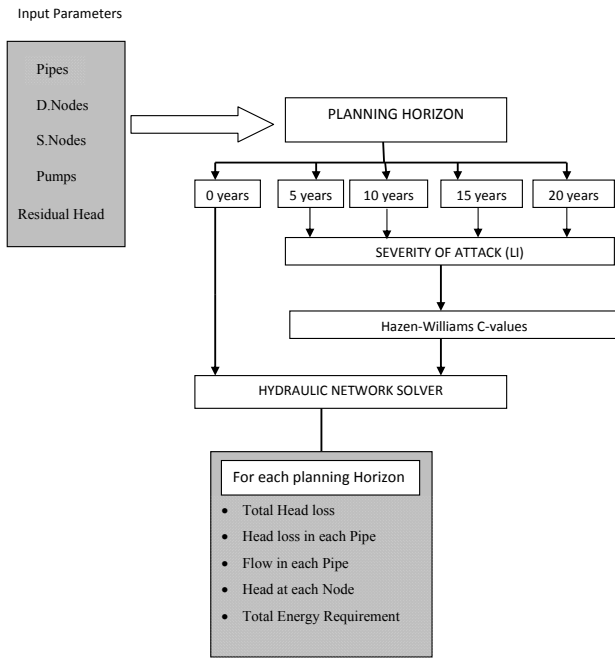 Input Parameters
Pipes
D.Nodes
S.Nodes
Pumps
Residual Head
PLANNING HORIZON
0 years
5 years
10 years
15 years
20 years
SEVERITY OF ATTACK (LI)
Hazen-Williams C-values
HYDRAULIC NETWORK SOLVER
For each planning Horizon
• Total Head loss
• Head loss in each Pipe
• Flow in each Pipe
• Head at each Node
• Total Energy Requirement